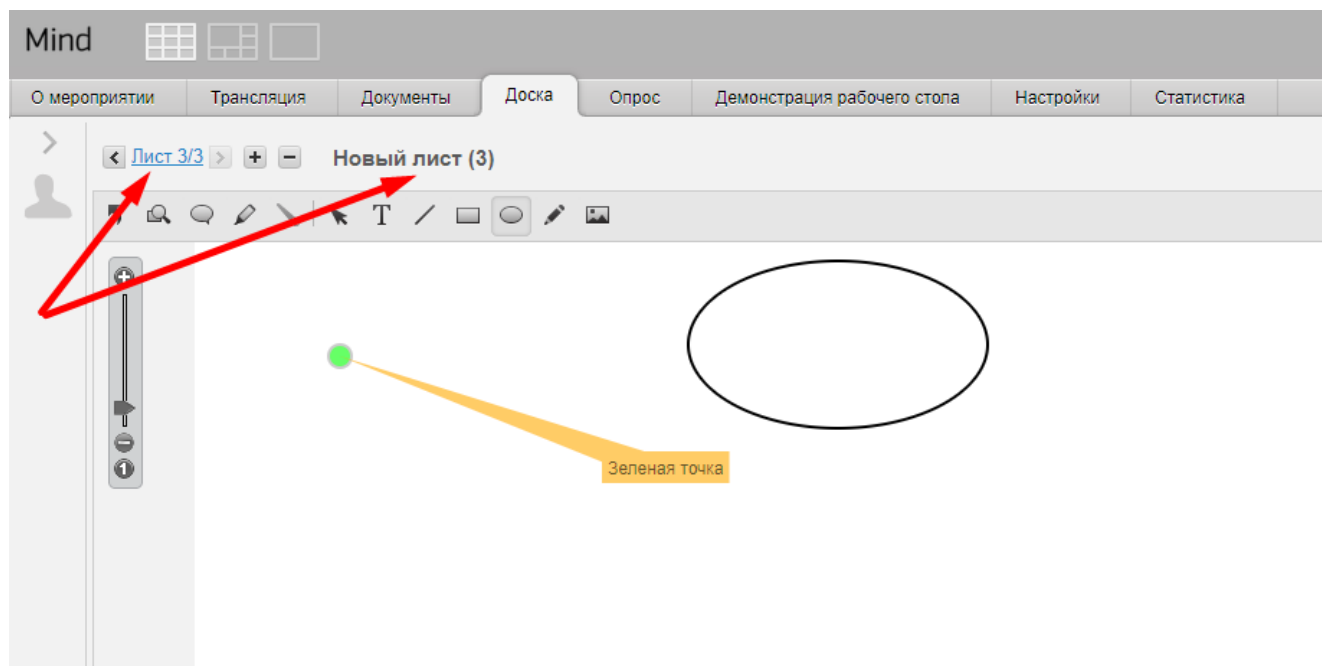 Mind
О мероприятии Трансляция Документы Доска Опрос Демонстрация рабочего стола Настройки Статистика
Лист 3/3 Новый лист (3)
T
1
Зеленая точка